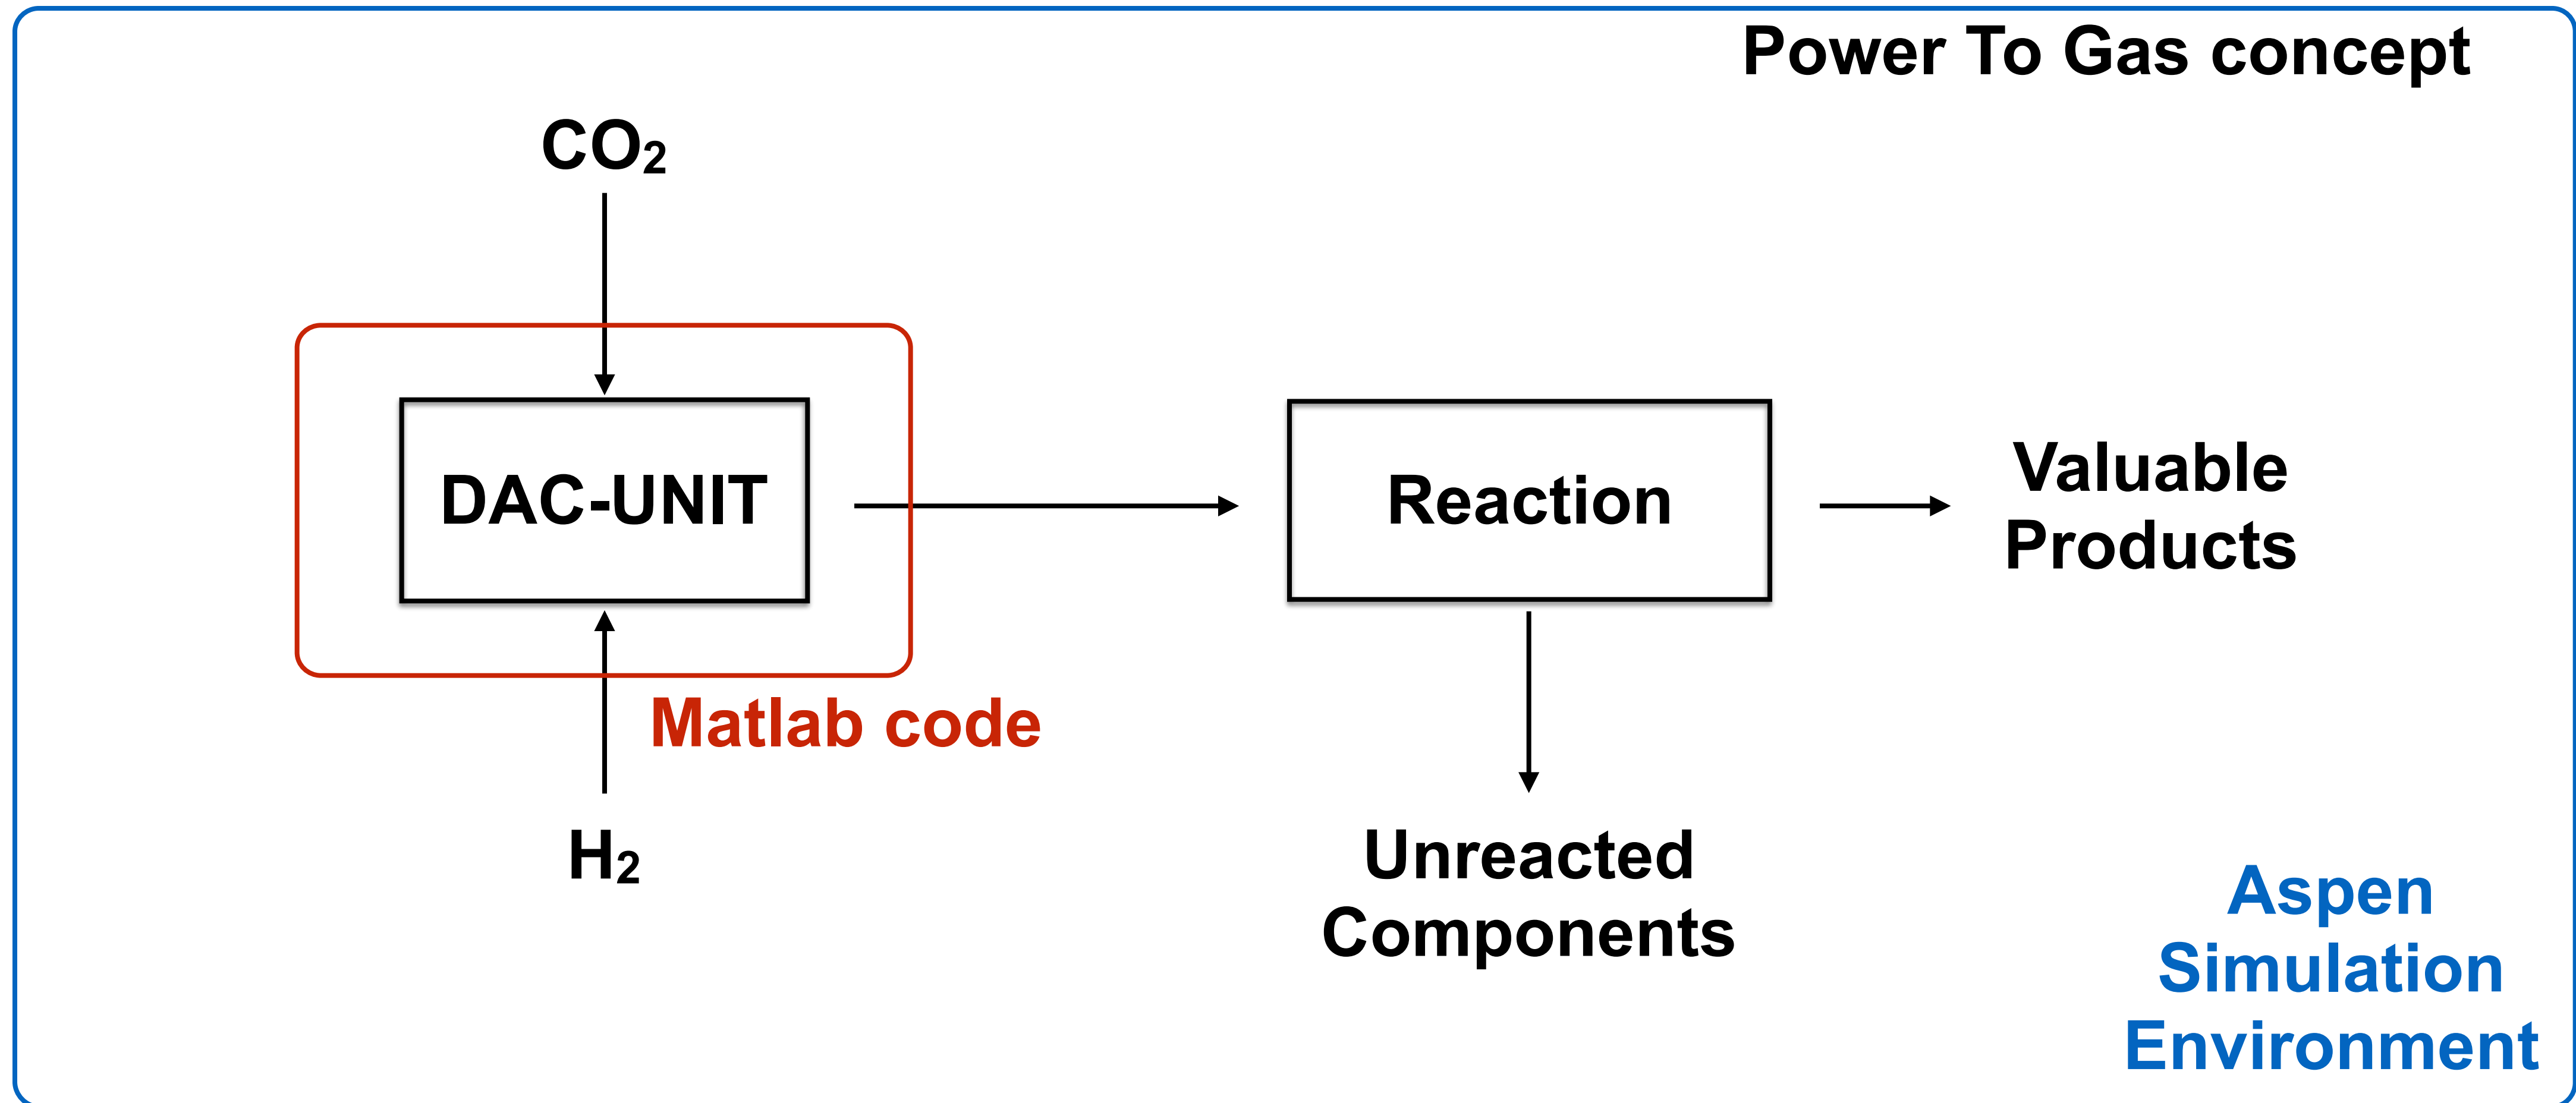 Power To Gas concept
CO₂
DAC-UNIT
Reaction
Valuable
Products
Matlab code
H₂
Unreacted
Components
Aspen
Simulation
Environment